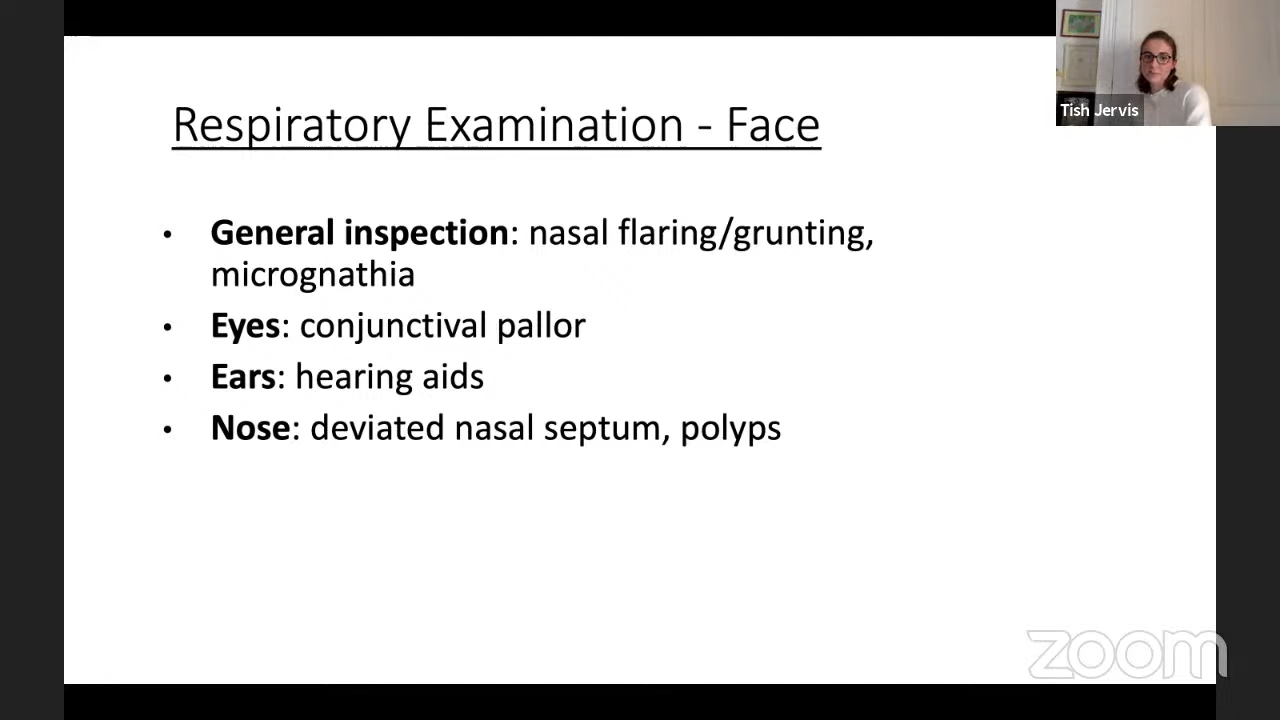 Respiratory Examination - Face
Tish Jervis
• General inspection: nasal flaring/grunting,
micrognathia
• Eyes: conjunctival pallor
• Ears: hearing aids
• Nose: deviated nasal septum, polyps
zoom